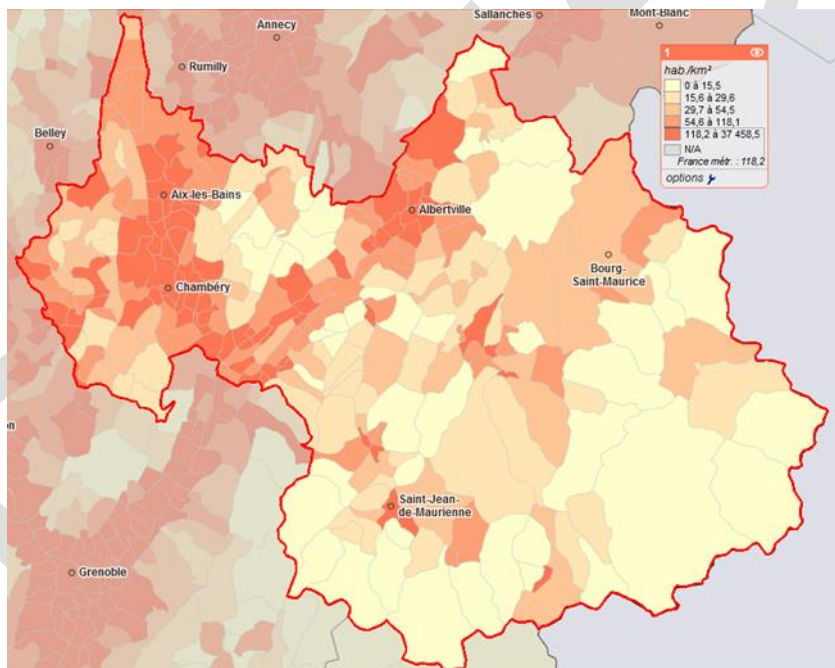 Sallanches
Mont-Blanc
Annecy
Rumilly
Belley
Aix-les-Bains
Albertville
Chambéry
Bourg-
Saint-Maurice
Saint-Jean-
de-Maurienne
Grenoble
on
1
hab./km²
0 à 15,5
15,6 à 29,6
29,7 à 54,5
54,6 à 118,1
118,2 à 37 458,5
N/A
France métr. : 118,2
options